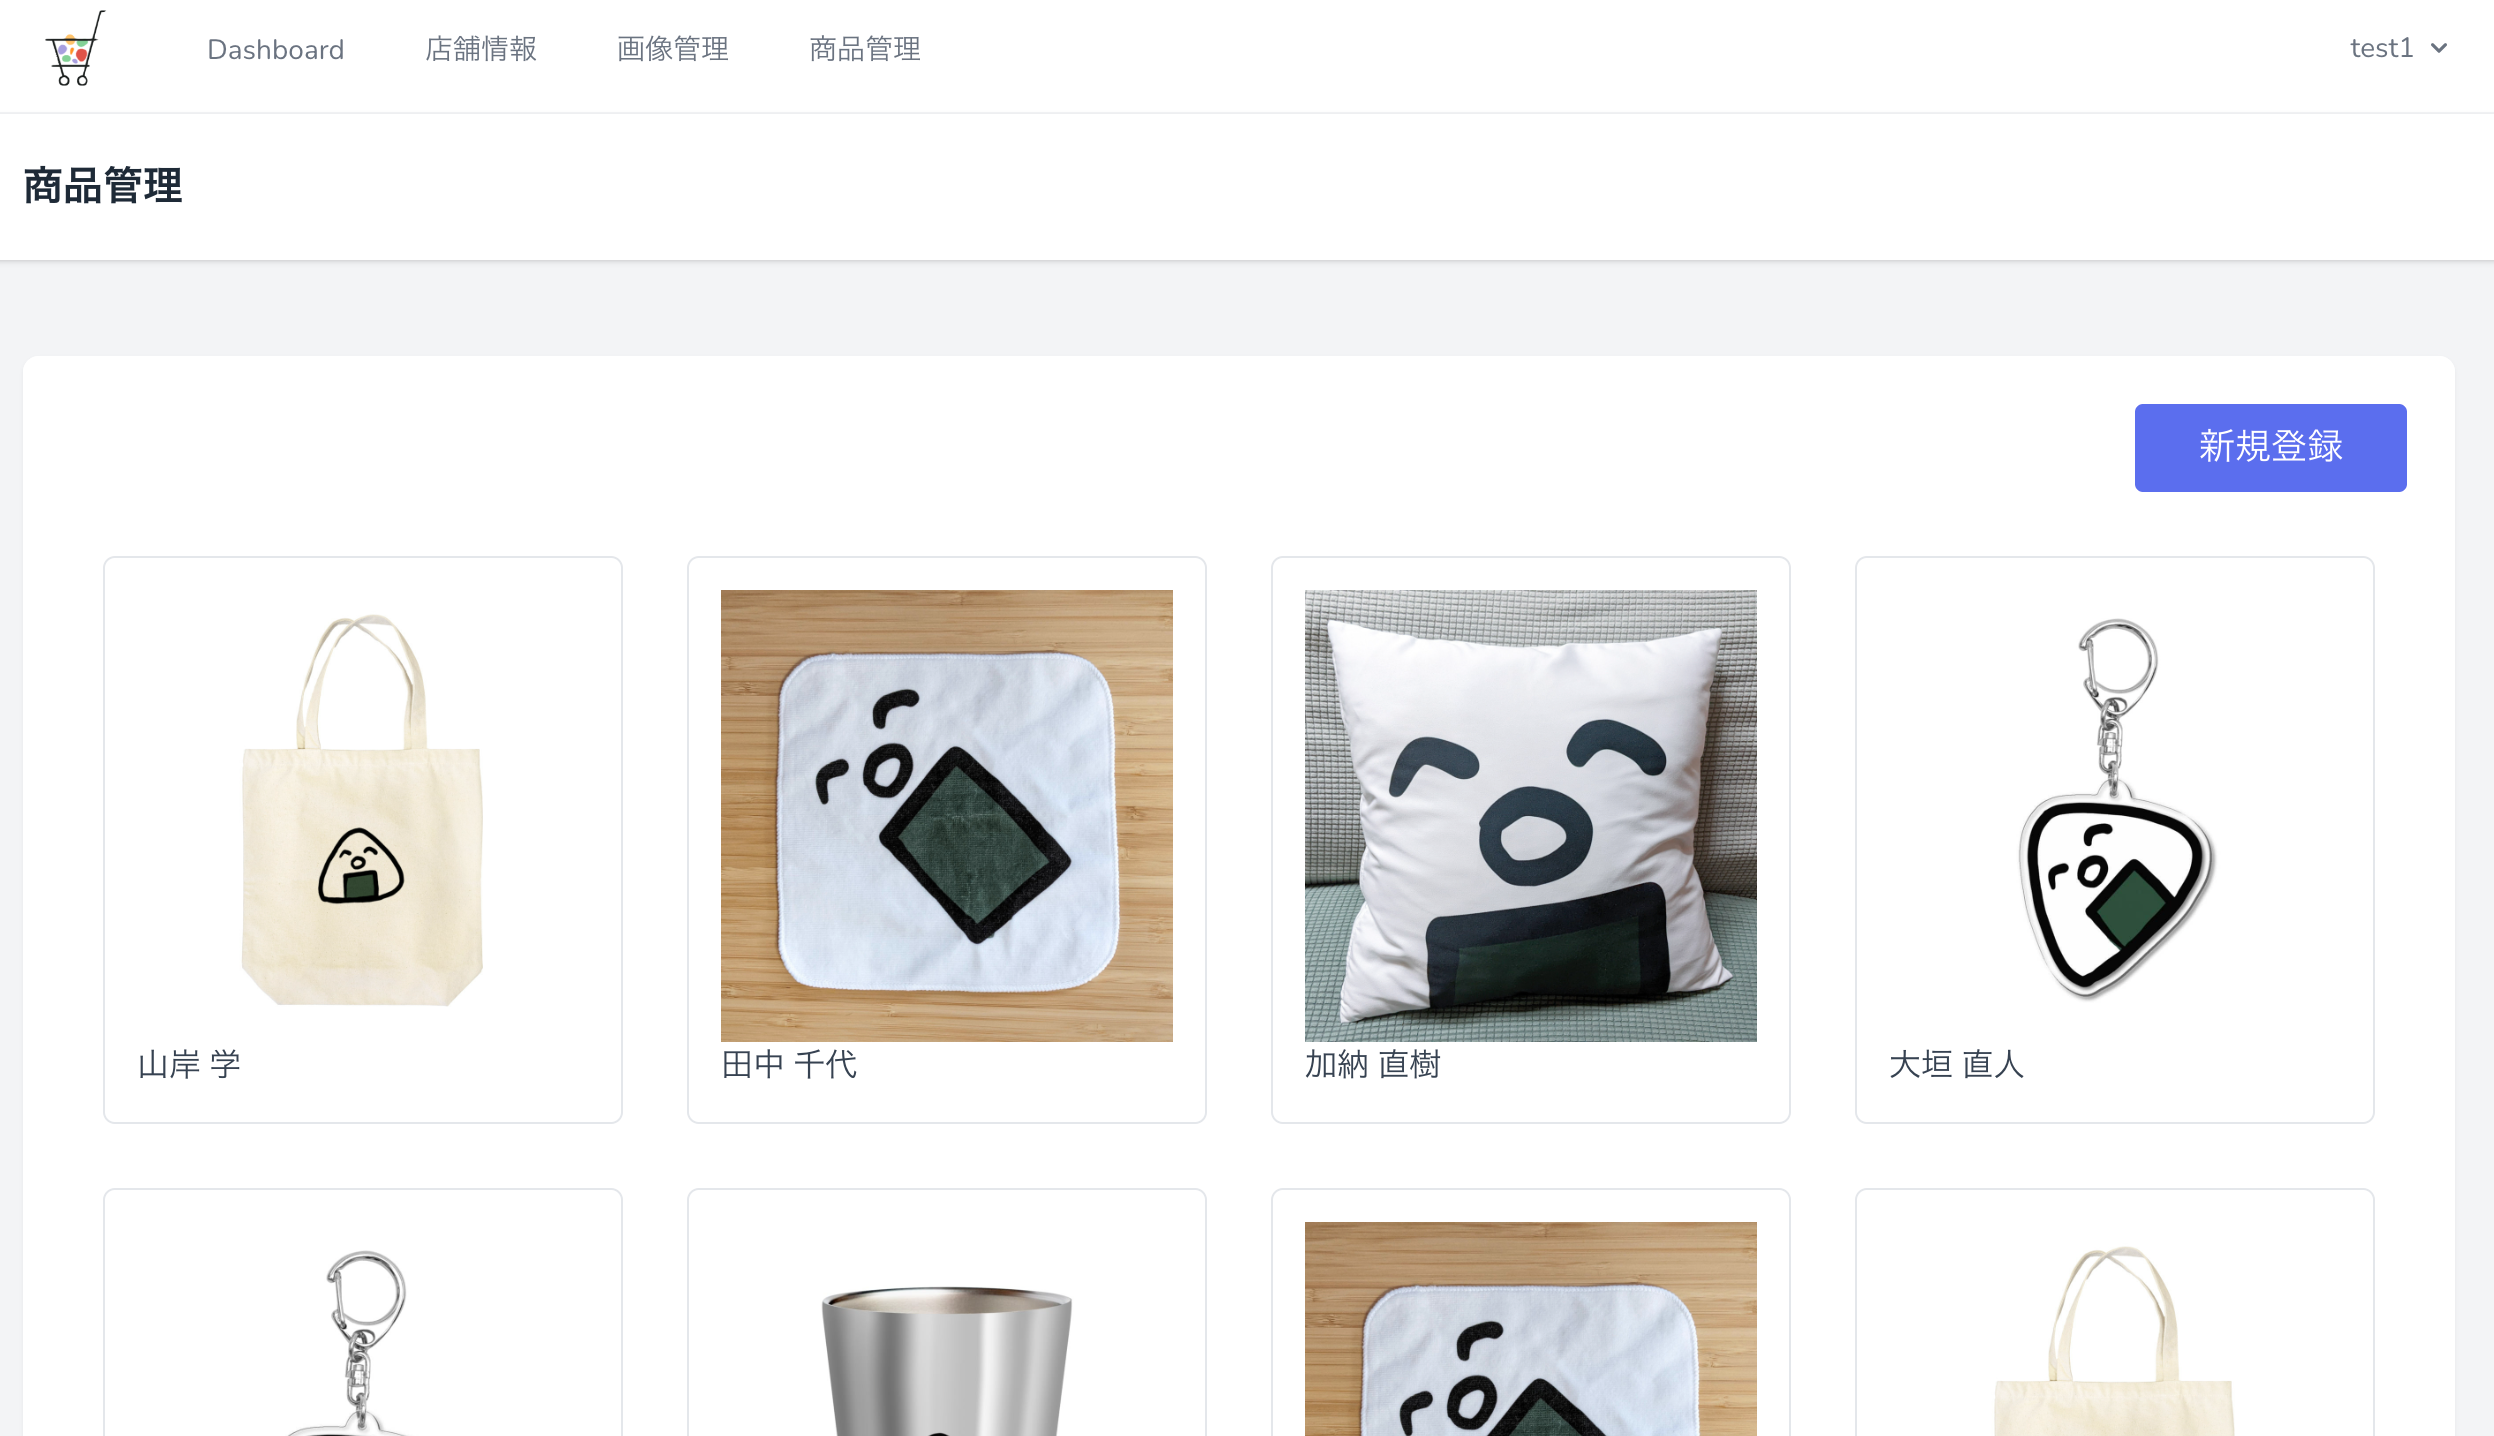 Dashboard 店舗情報 画像管理 商品管理 test1
商品管理
新規登録
山岸 学
田中 千代
加納 直樹
大垣 直人